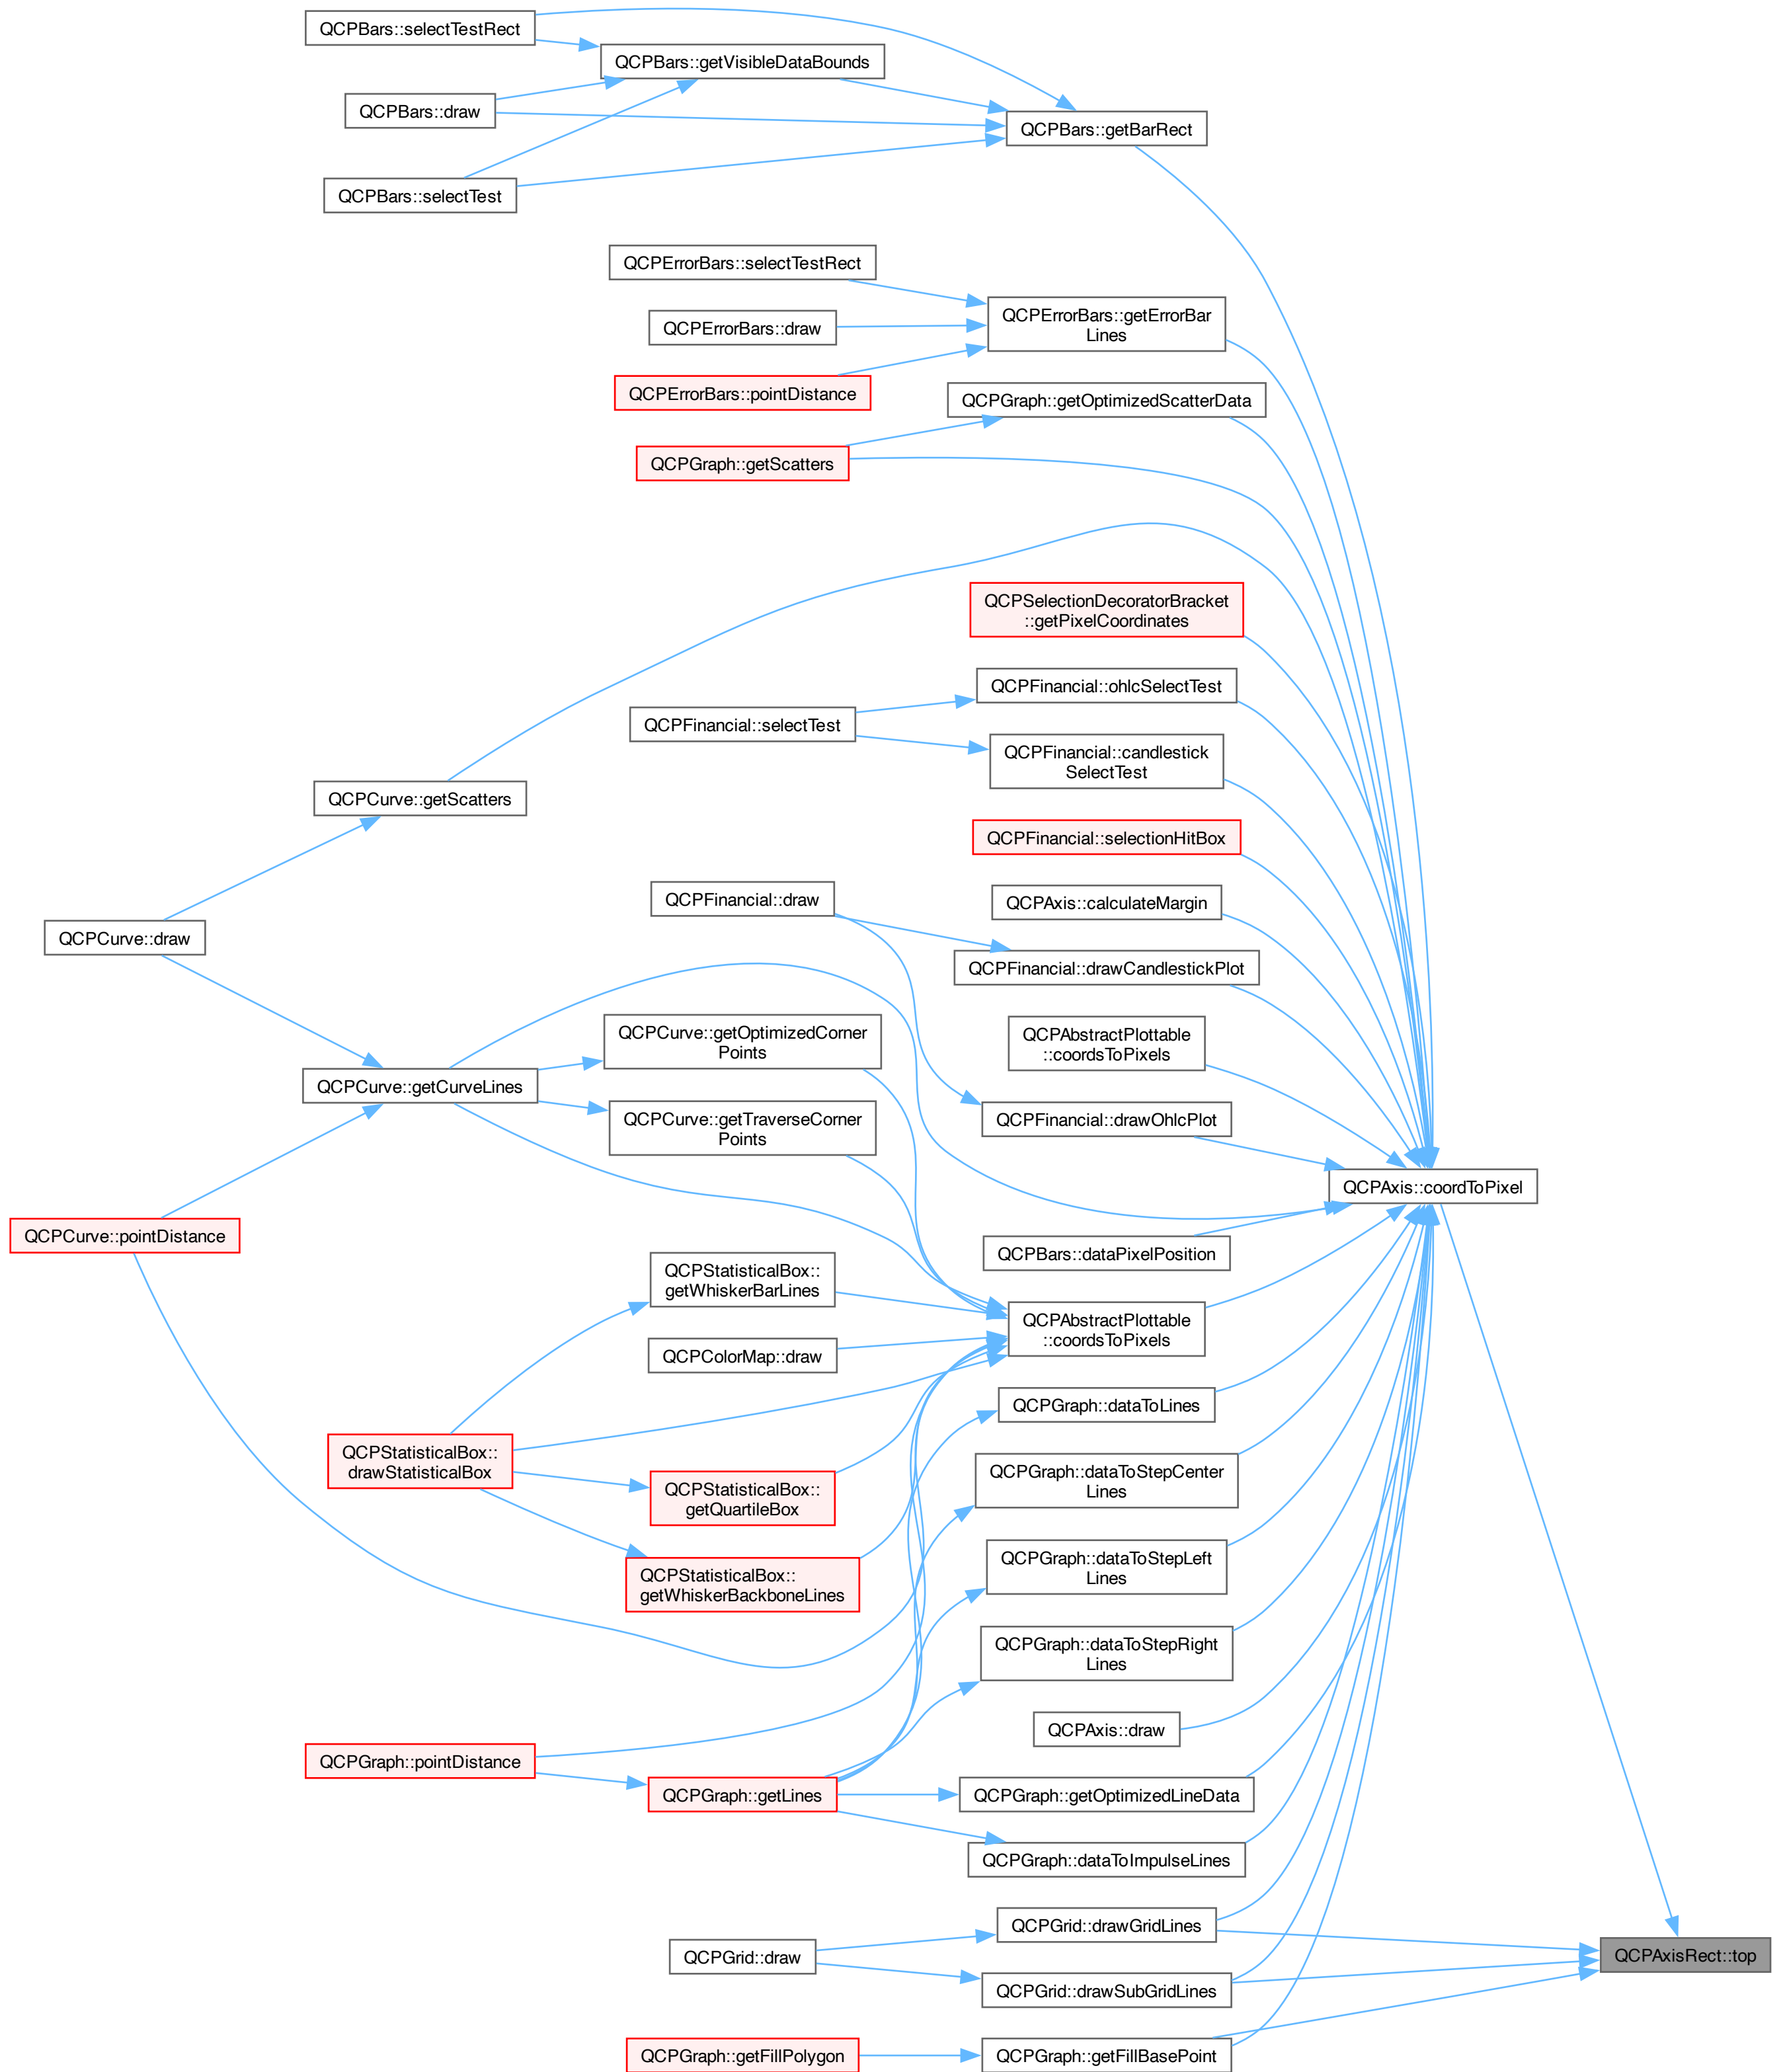 QCPBars::selectTestRect
QCPBars::getVisibleDataBounds
QCPBars::draw
QCPBars::getBarRect
QCPBars::selectTest
QCPErrorBars::selectTestRect
QCPErrorBars::getErrorBar
Lines
QCPErrorBars::draw
QCPErrorBars::pointDistance
QCPGraph::getOptimizedScatterData
QCPGraph::getScatters
QCPSelectionDecoratorBracket
::getPixelCoordinates
QCPFinancial::ohlcSelectTest
QCPFinancial::selectTest
QCPFinancial::candlestick
SelectTest
QCPCurve::getScatters
QCPFinancial::selectionHitBox
QCPFinancial::draw
QCPAxis::calculateMargin
QCPCurve::draw
QCPFinancial::drawCandlestickPlot
QCPCurve::getOptimizedCorner
Points
QCPAbstractPlottable
::coordsToPixels
QCPCurve::getCurveLines
QCPCurve::getTraverseCorner
Points
QCPFinancial::drawOhlcPlot
QCPAxis::coordToPixel
QCPCurve::pointDistance
QCPBars::dataPixelPosition
QCPStatisticalBox::
getWhiskerBarLines
QCPAbstractPlottable
::coordsToPixels
QCPColorMap::draw
QCPGraph::dataToLines
QCPStatisticalBox::
drawStatisticalBox
QCPGraph::dataToStepCenter
Lines
QCPStatisticalBox::
getQuartileBox
QCPGraph::dataToStepLeft
Lines
QCPStatisticalBox::
getWhiskerBackboneLines
QCPGraph::dataToStepRight
Lines
QCPAxis::draw
QCPGraph::pointDistance
QCPGraph::getLines
QCPGraph::getOptimizedLineData
QCPGraph::dataToImpulseLines
QCPGrid::drawGridLines
QCPGrid::draw
QCPAxisRect::top
QCPGrid::drawSubGridLines
QCPGraph::getFillPolygon
QCPGraph::getFillBasePoint